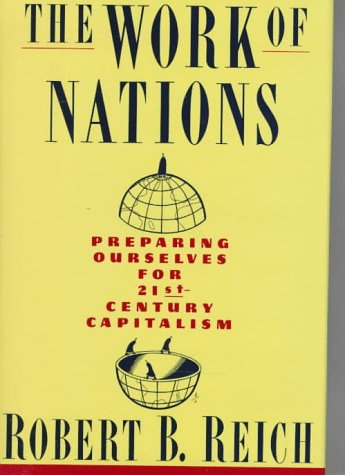 THE WORK OF
NATIONS
PREPARING
OURSELVES
FOR
21st-
CENTURY
CAPITALISM
ROBERT B. REICH